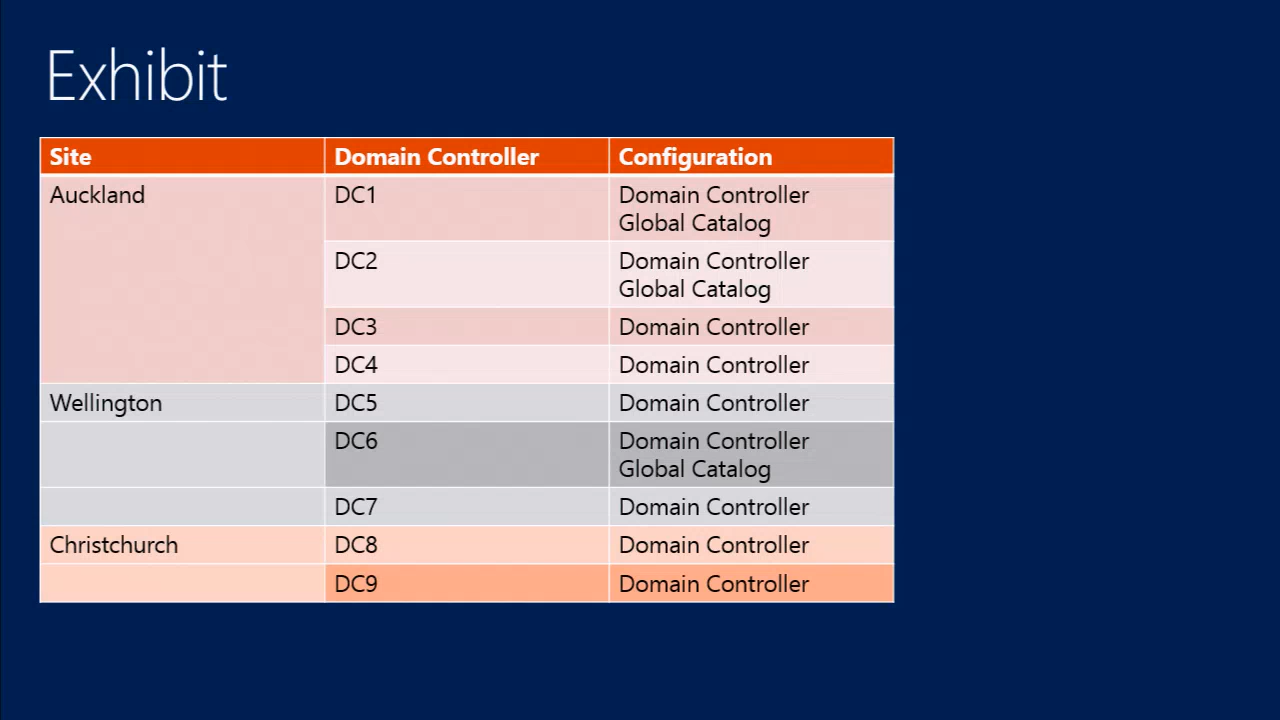 Exhibit
Site Domain Controller Configuration
Auckland DC1 Domain Controller
Global Catalog
DC2 Domain Controller
Global Catalog
DC3 Domain Controller
DC4 Domain Controller
Wellington DC5 Domain Controller
DC6 Domain Controller
Global Catalog
DC7 Domain Controller
Christchurch DC8 Domain Controller
DC9 Domain Controller